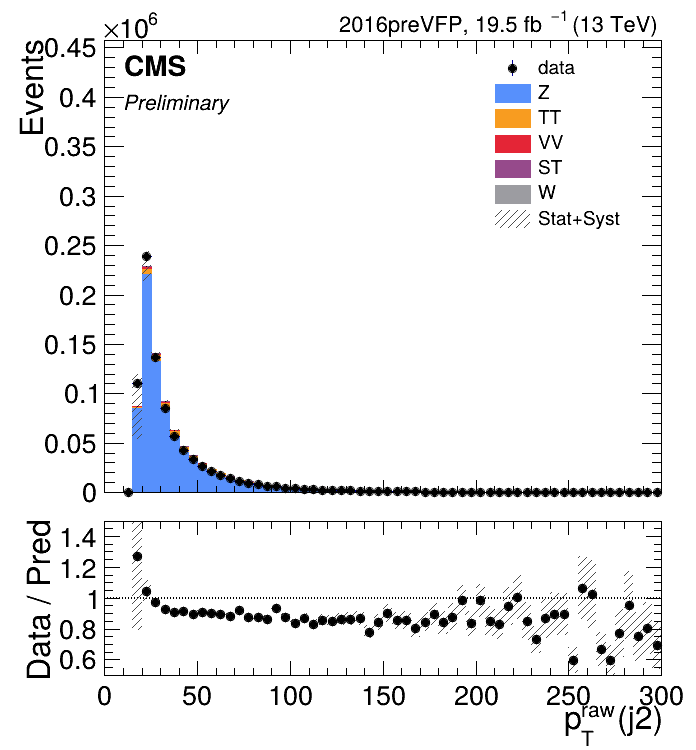 ×10^6
2016preVFP, 19.5 fb^-1 (13 TeV)
Events
0.45
0.4
0.35
0.3
0.25
0.2
0.15
0.1
0.05
0
CMS
Preliminary
data
Z
TT
VV
ST
W
Stat+Syst
Data / Pred
1.4
1.2
1
0.8
0.6
0 50 100 150 200 250 300
p_T^raw(j2)